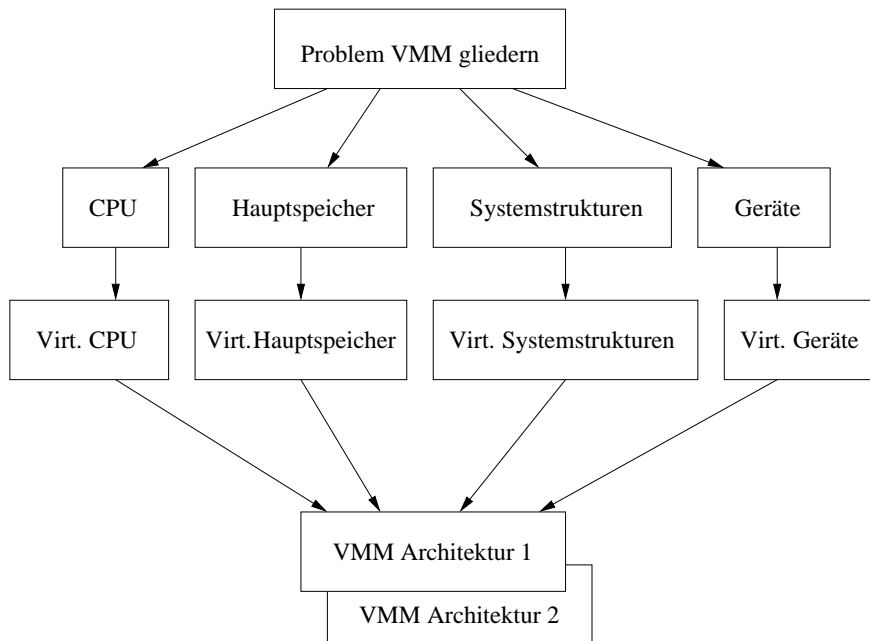 Problem VMM gliedern
CPU
Hauptspeicher
Systemstrukturen
Geräte
Virt. CPU
Virt.Hauptspeicher
Virt. Systemstrukturen
Virt. Geräte
VMM Architektur 1
VMM Architektur 2